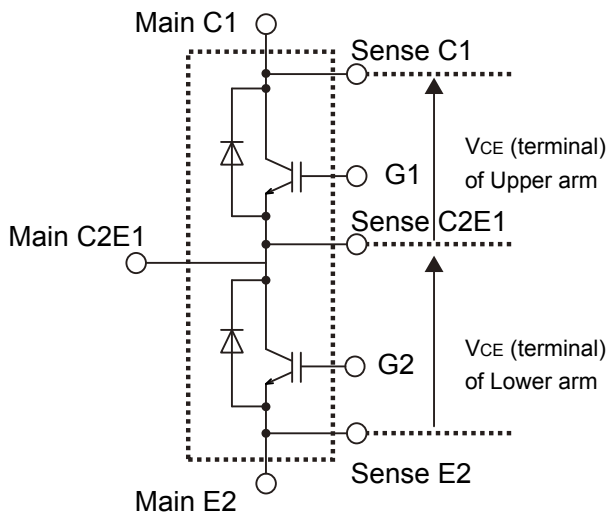 Main C1
Sense C1
VCE (terminal)
of Upper arm
G1
Sense C2E1
Main C2E1
VCE (terminal)
of Lower arm
G2
Sense E2
Main E2